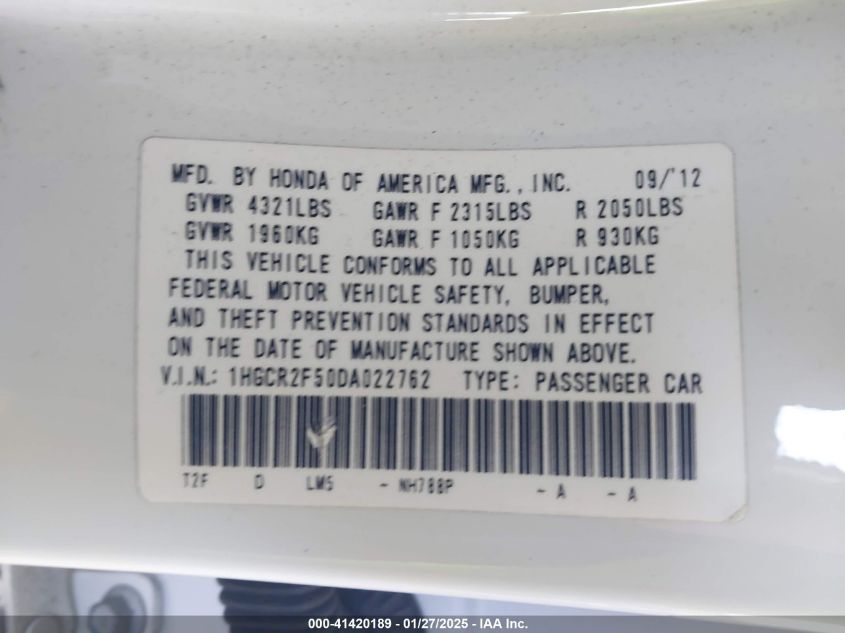 MFD. BY HONDA OF AMERICA MFG., INC. 09/'12
GVWR 4321LBS GAWR F 2315LBS R 2050LBS
GVWR 1960KG GAWR F 1050KG R 930KG
THIS VEHICLE CONFORMS TO ALL APPLICABLE
FEDERAL MOTOR VEHICLE SAFETY, BUMPER,
AND THEFT PREVENTION STANDARDS IN EFFECT
ON THE DATE OF MANUFACTURE SHOWN ABOVE.
V.I.N.: 1HGCR2F50DA022762 TYPE: PASSENGER CAR
T2F D LM5 - NH788P - A - A
000-41420189 - 01/27/2025 - IAA Inc.